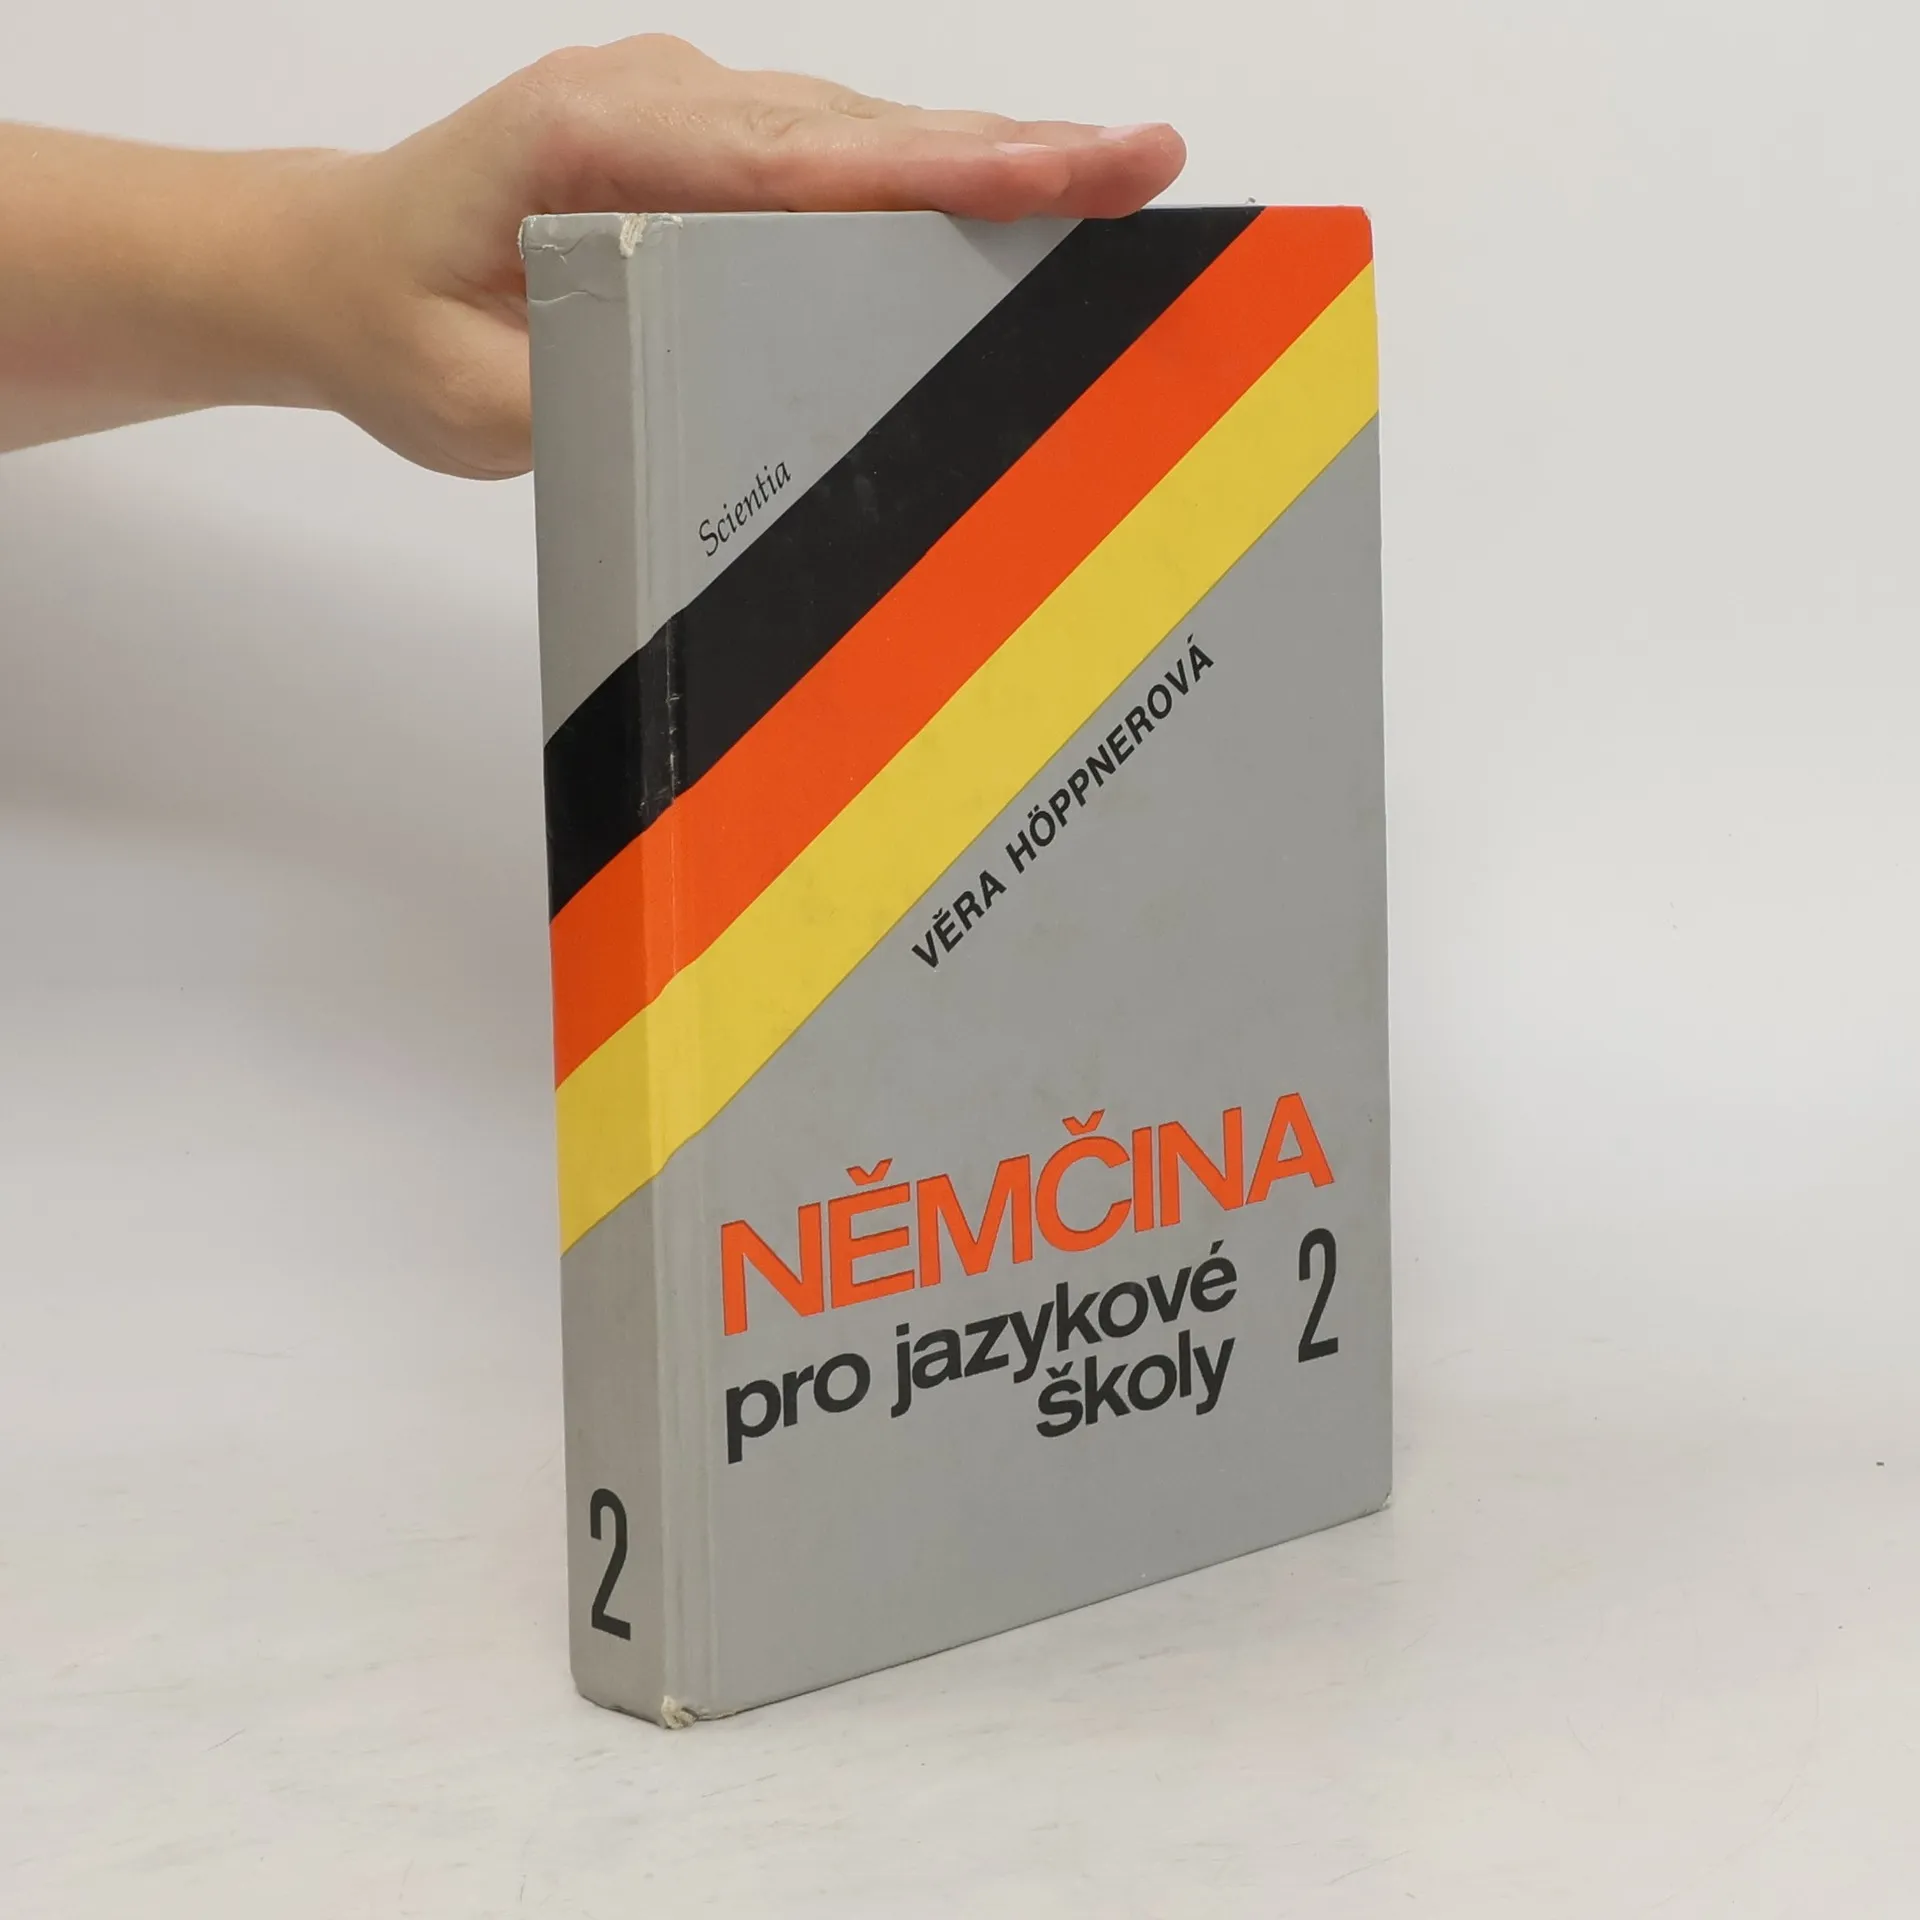 Scientia
VĚRA HÖPPNEROVÁ
NĚMČINA
pro jazykové
školy
2
2